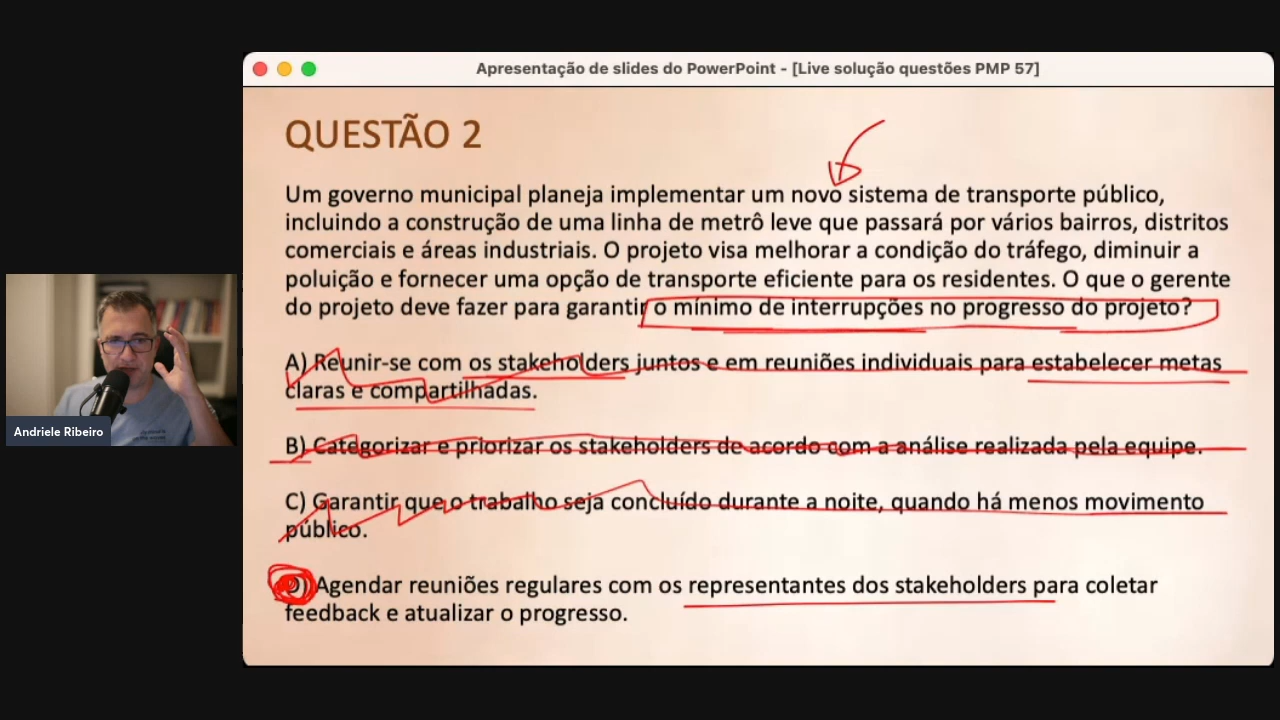 Apresentação de slides do PowerPoint - [Live solução questões PMP 57]
QUESTÃO 2
Um governo municipal planeja implementar um novo sistema de transporte público,
incluindo a construção de uma linha de metrô leve que passará por vários bairros, distritos
comerciais e áreas industriais. O projeto visa melhorar a condição do tráfego, diminuir a
poluição e fornecer uma opção de transporte eficiente para os residentes. O que o gerente
do projeto deve fazer para garantir o mínimo de interrupções no progresso do projeto?
A) Reunir-se com os stakeholders juntos e em reuniões individuais para estabelecer metas
claras e compartilhadas.
B) Categorizar e priorizar os stakeholders de acordo com a análise realizada pela equipe.
C) Garantir que o trabalho seja concluído durante a noite, quando há menos movimento
público.
D) Agendar reuniões regulares com os representantes dos stakeholders para coletar
feedback e atualizar o progresso.
Andriele Ribeiro